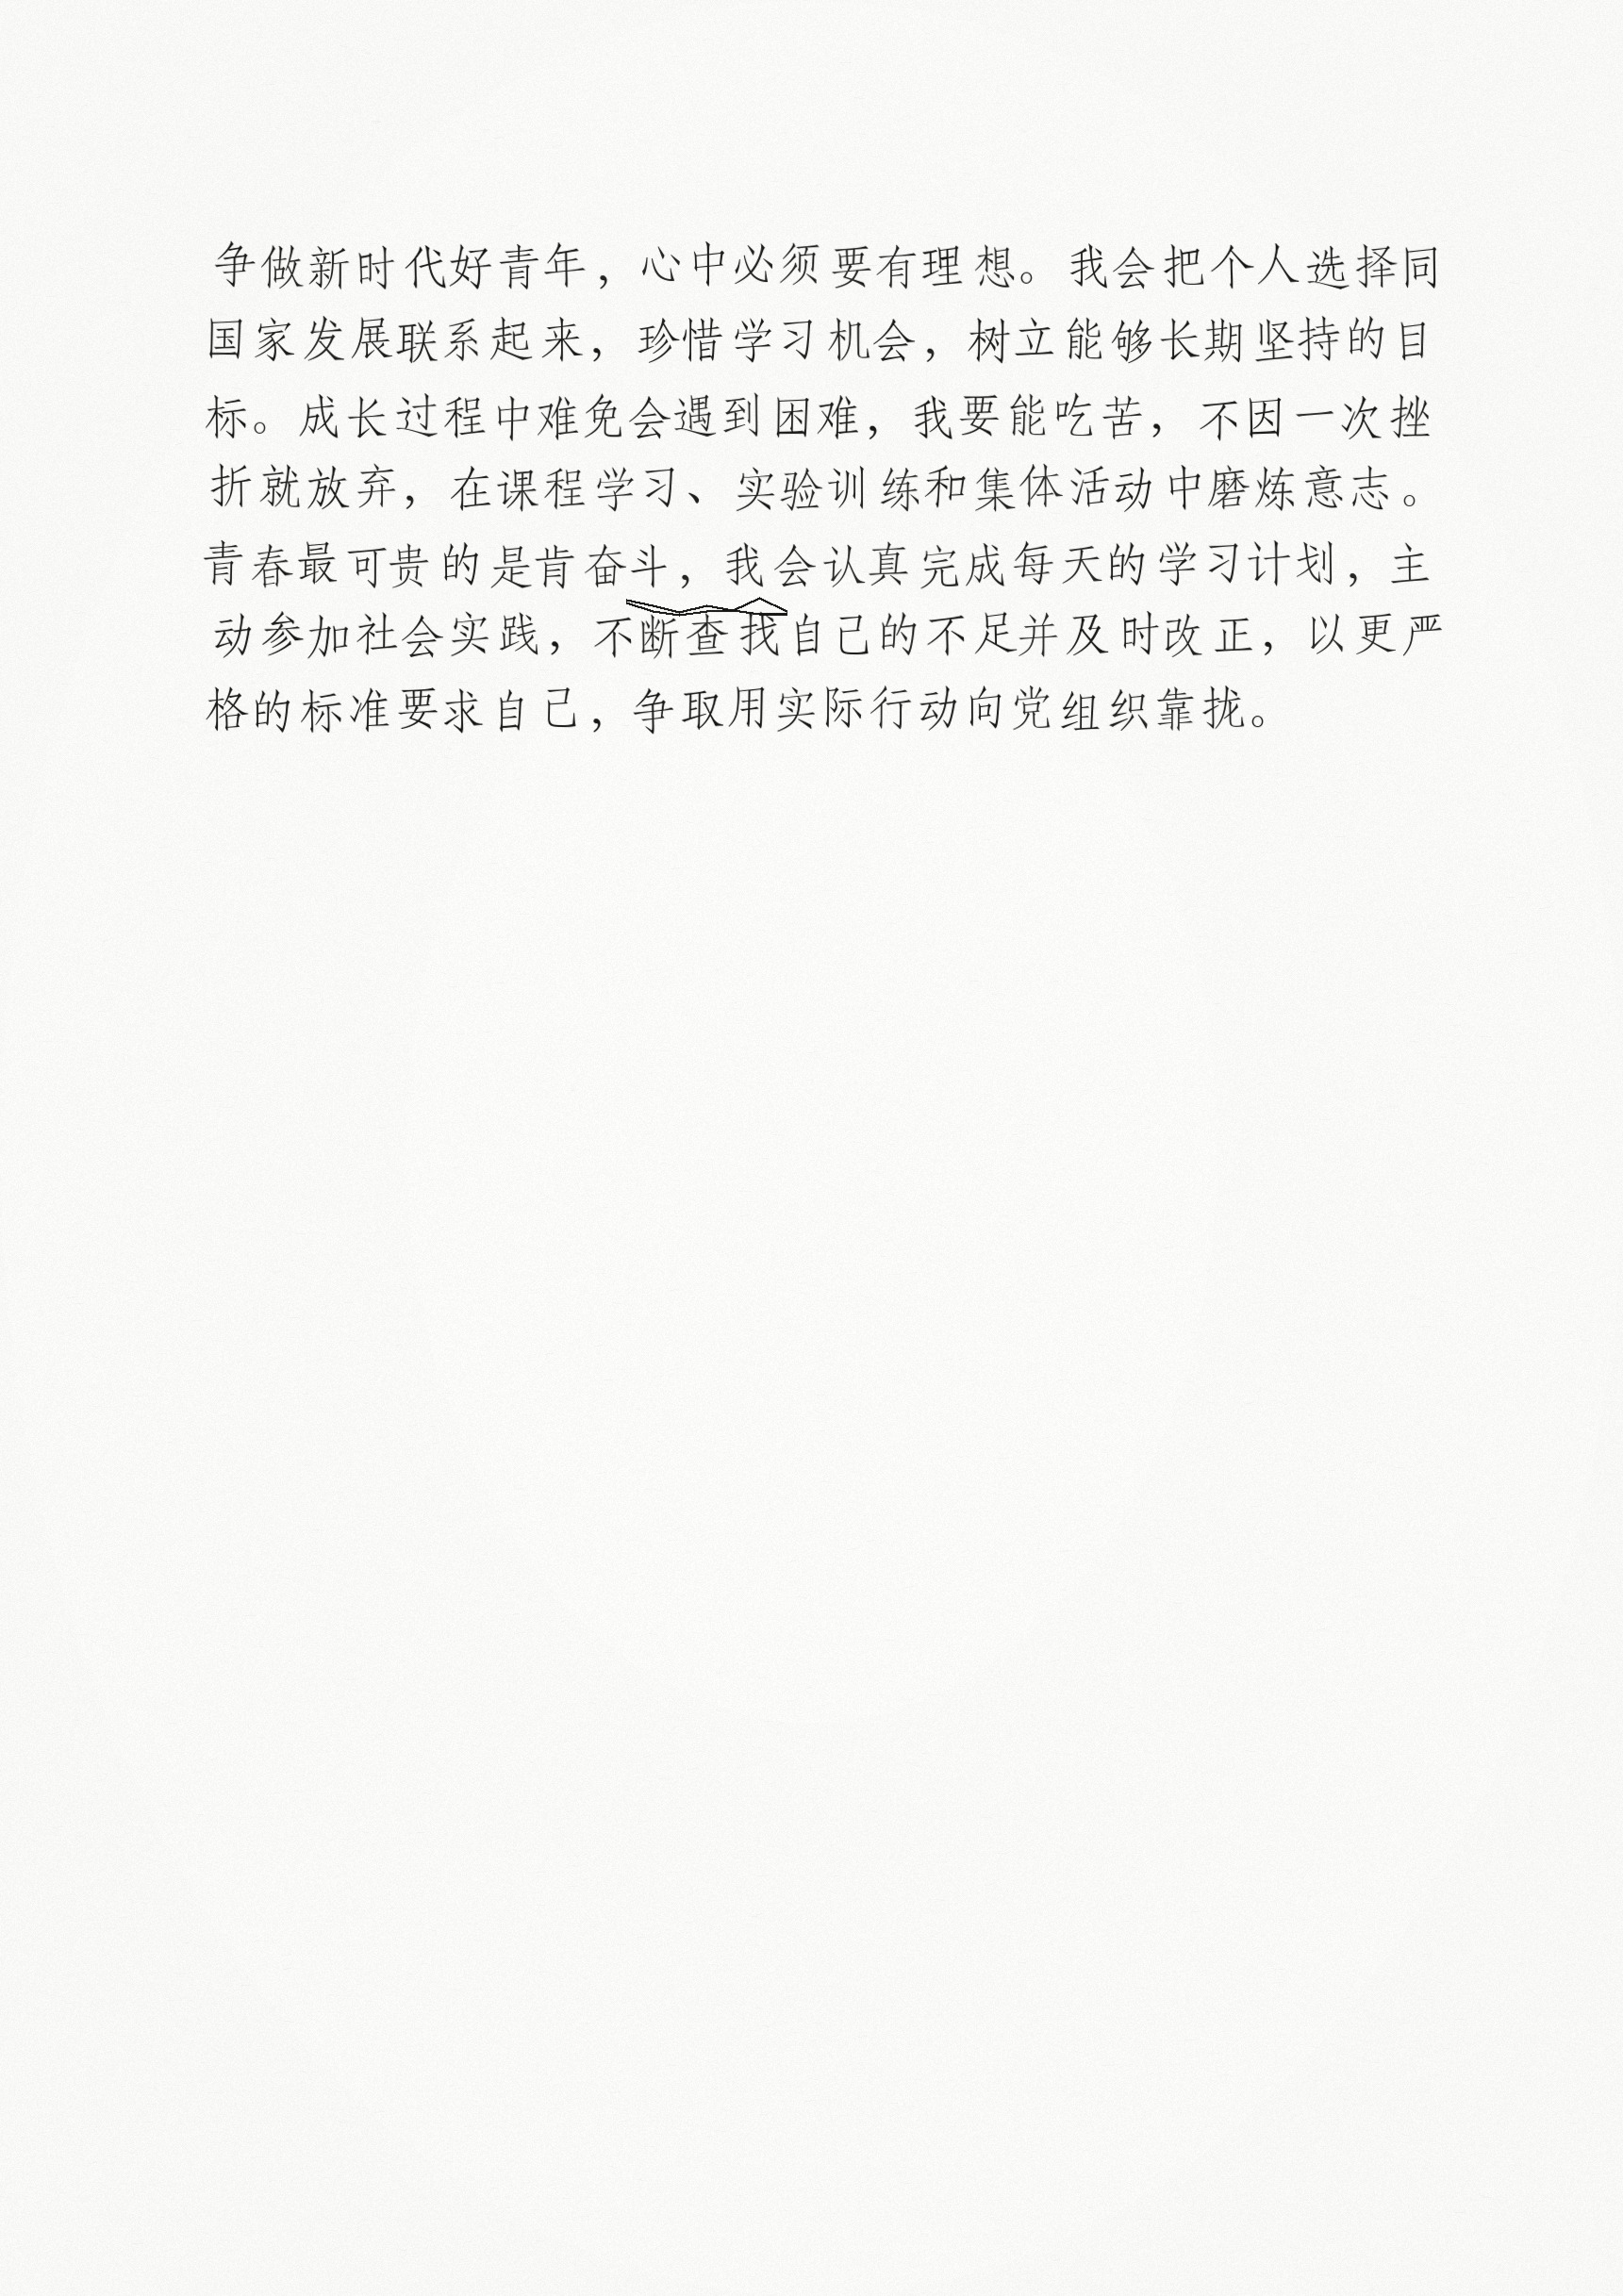 争做新时代好青年，心中必须要有理想。我会把个人选择同
国家发展联系起来，珍惜学习机会，树立能够长期坚持的目
标。成长过程中难免会遇到困难，我要能吃苦，不因一次挫
折就放弃，在课程学习、实验训练和集体活动中磨炼意志。
青春最可贵的是肯奋斗，我会认真完成每天的学习计划，主
动参加社会实践，不断查找自己的不足并及时改正，以更严
格的标准要求自己，争取用实际行动向党组织靠拢。